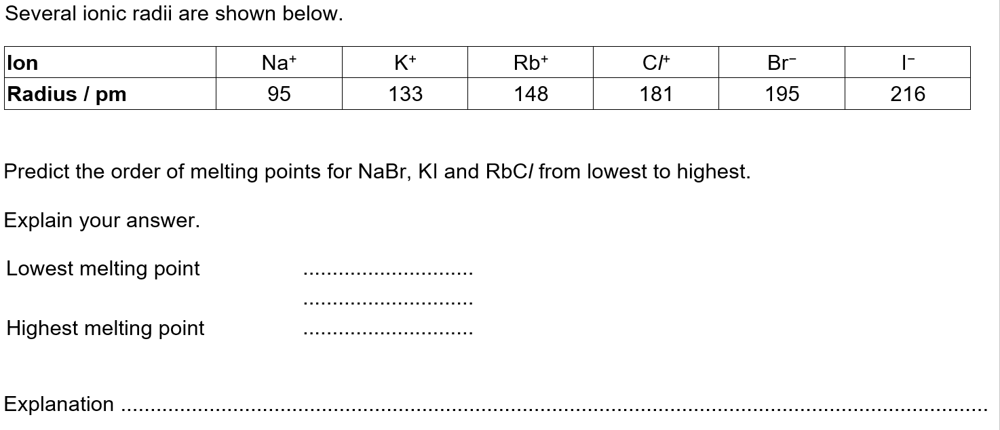 Several ionic radii are shown below.
Ion Na⁺ K⁺ Rb⁺ Cl⁺ Br⁻ I⁻
Radius / pm 95 133 148 181 195 216
Predict the order of melting points for NaBr, KI and RbCl from lowest to highest.
Explain your answer.
Lowest melting point .............................
.............................
Highest melting point .............................
Explanation ....................................................................................................................................................